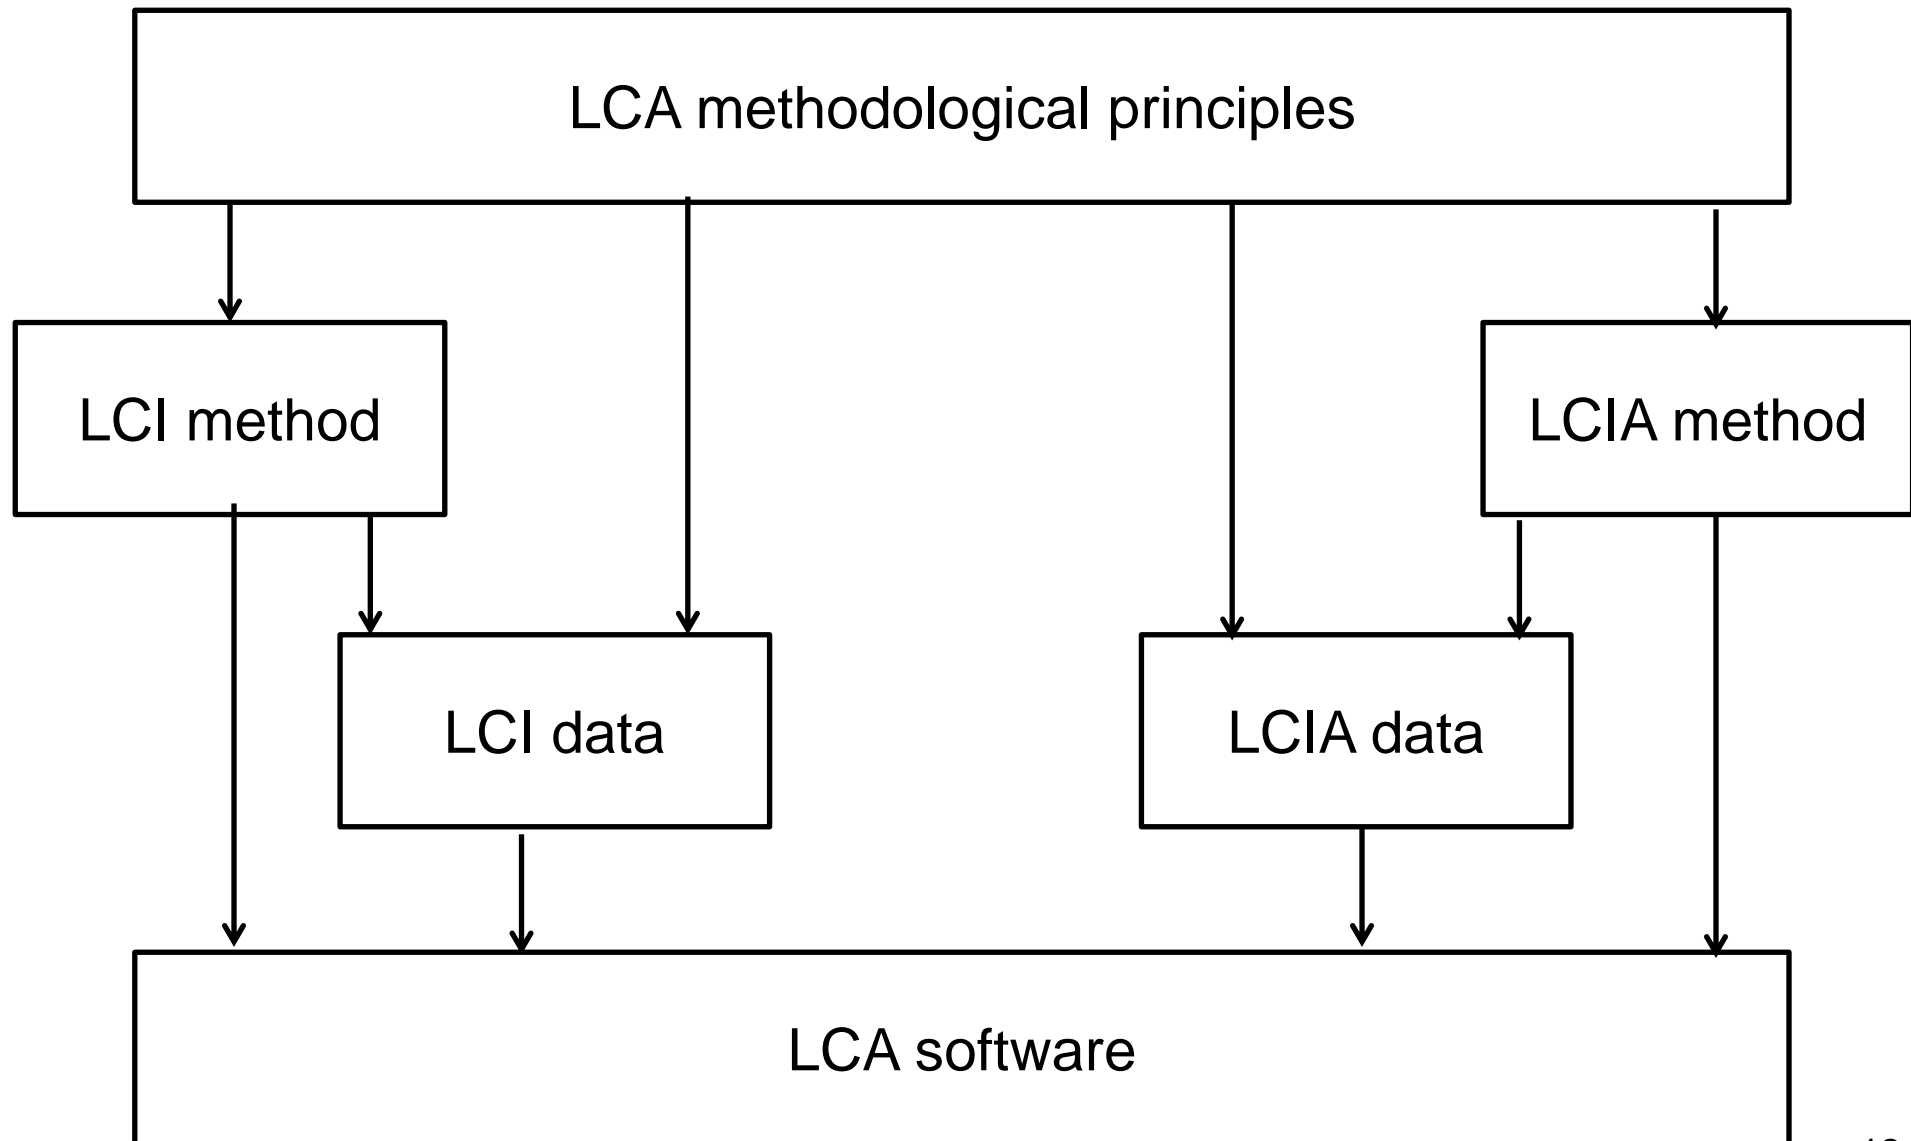 LCA methodological principles
LCI method
LCIA method
LCI data
LCIA data
LCA software